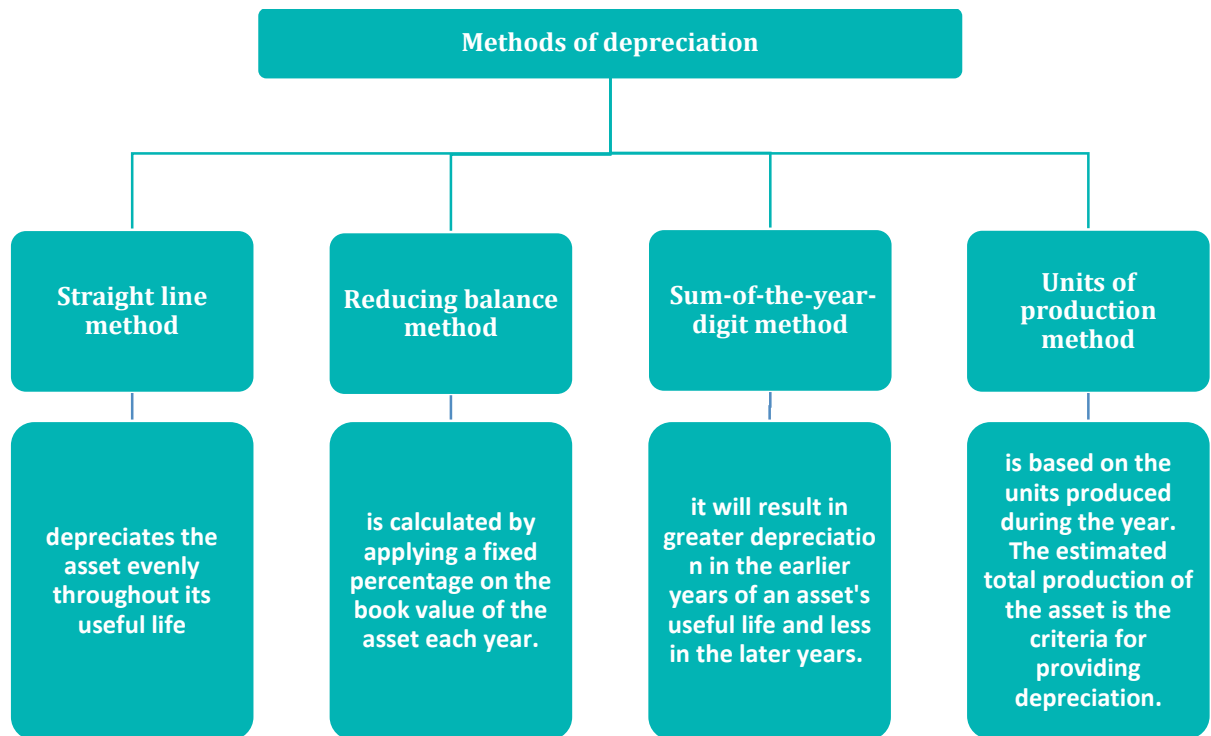 Methods of depreciation
Straight line
method
Reducing balance
method
Sum-of-the-year-
digit method
Units of
production
method
depreciates the
asset evenly
throughout its
useful life
is calculated by
applying a fixed
percentage on the
book value of the
asset each year.
it will result in
greater depreciatio
n in the earlier
years of an asset's
useful life and less
in the later years.
is based on the
units produced
during the year.
The estimated
total production of
the asset is the
criteria for
providing
depreciation.